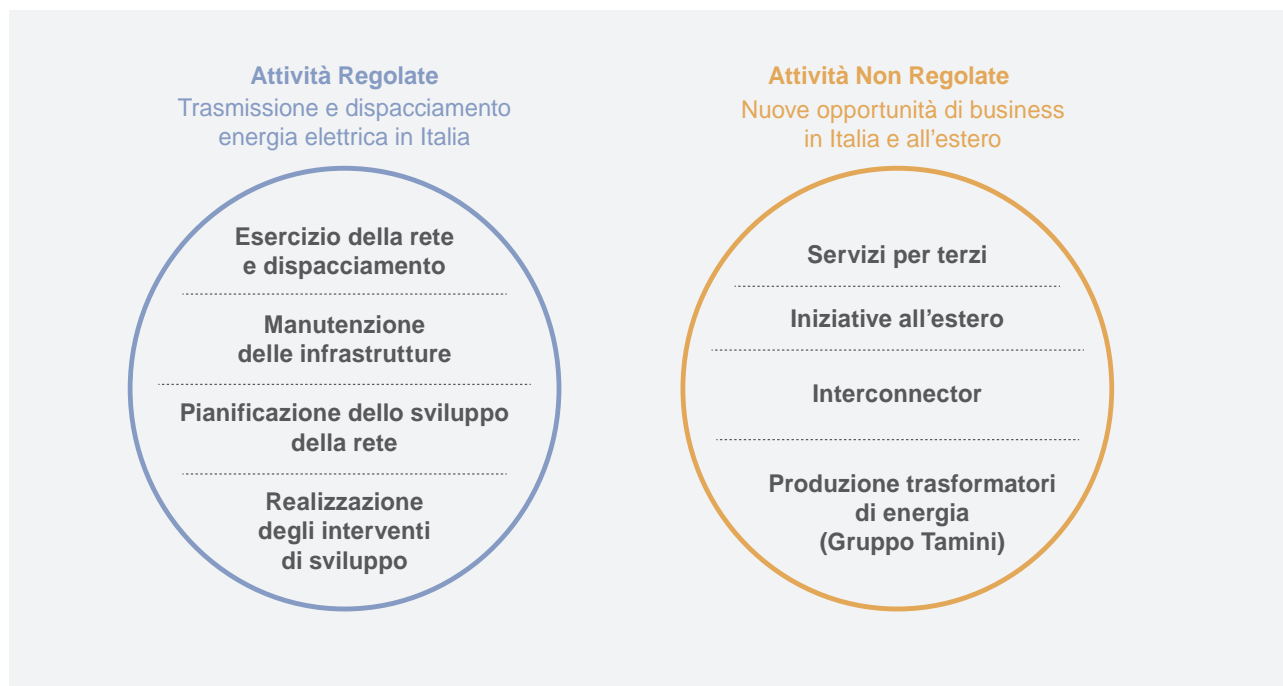 Attività Regolate
Trasmissione e dispacciamento
energia elettrica in Italia
Esercizio della rete
e dispacciamento
Manutenzione
delle infrastrutture
Pianificazione dello sviluppo
della rete
Realizzazione
degli interventi
di sviluppo
Attività Non Regolate
Nuove opportunità di business
in Italia e all’estero
Servizi per terzi
Iniziative all’estero
Interconnector
Produzione trasformatori
di energia
(Gruppo Tamini)